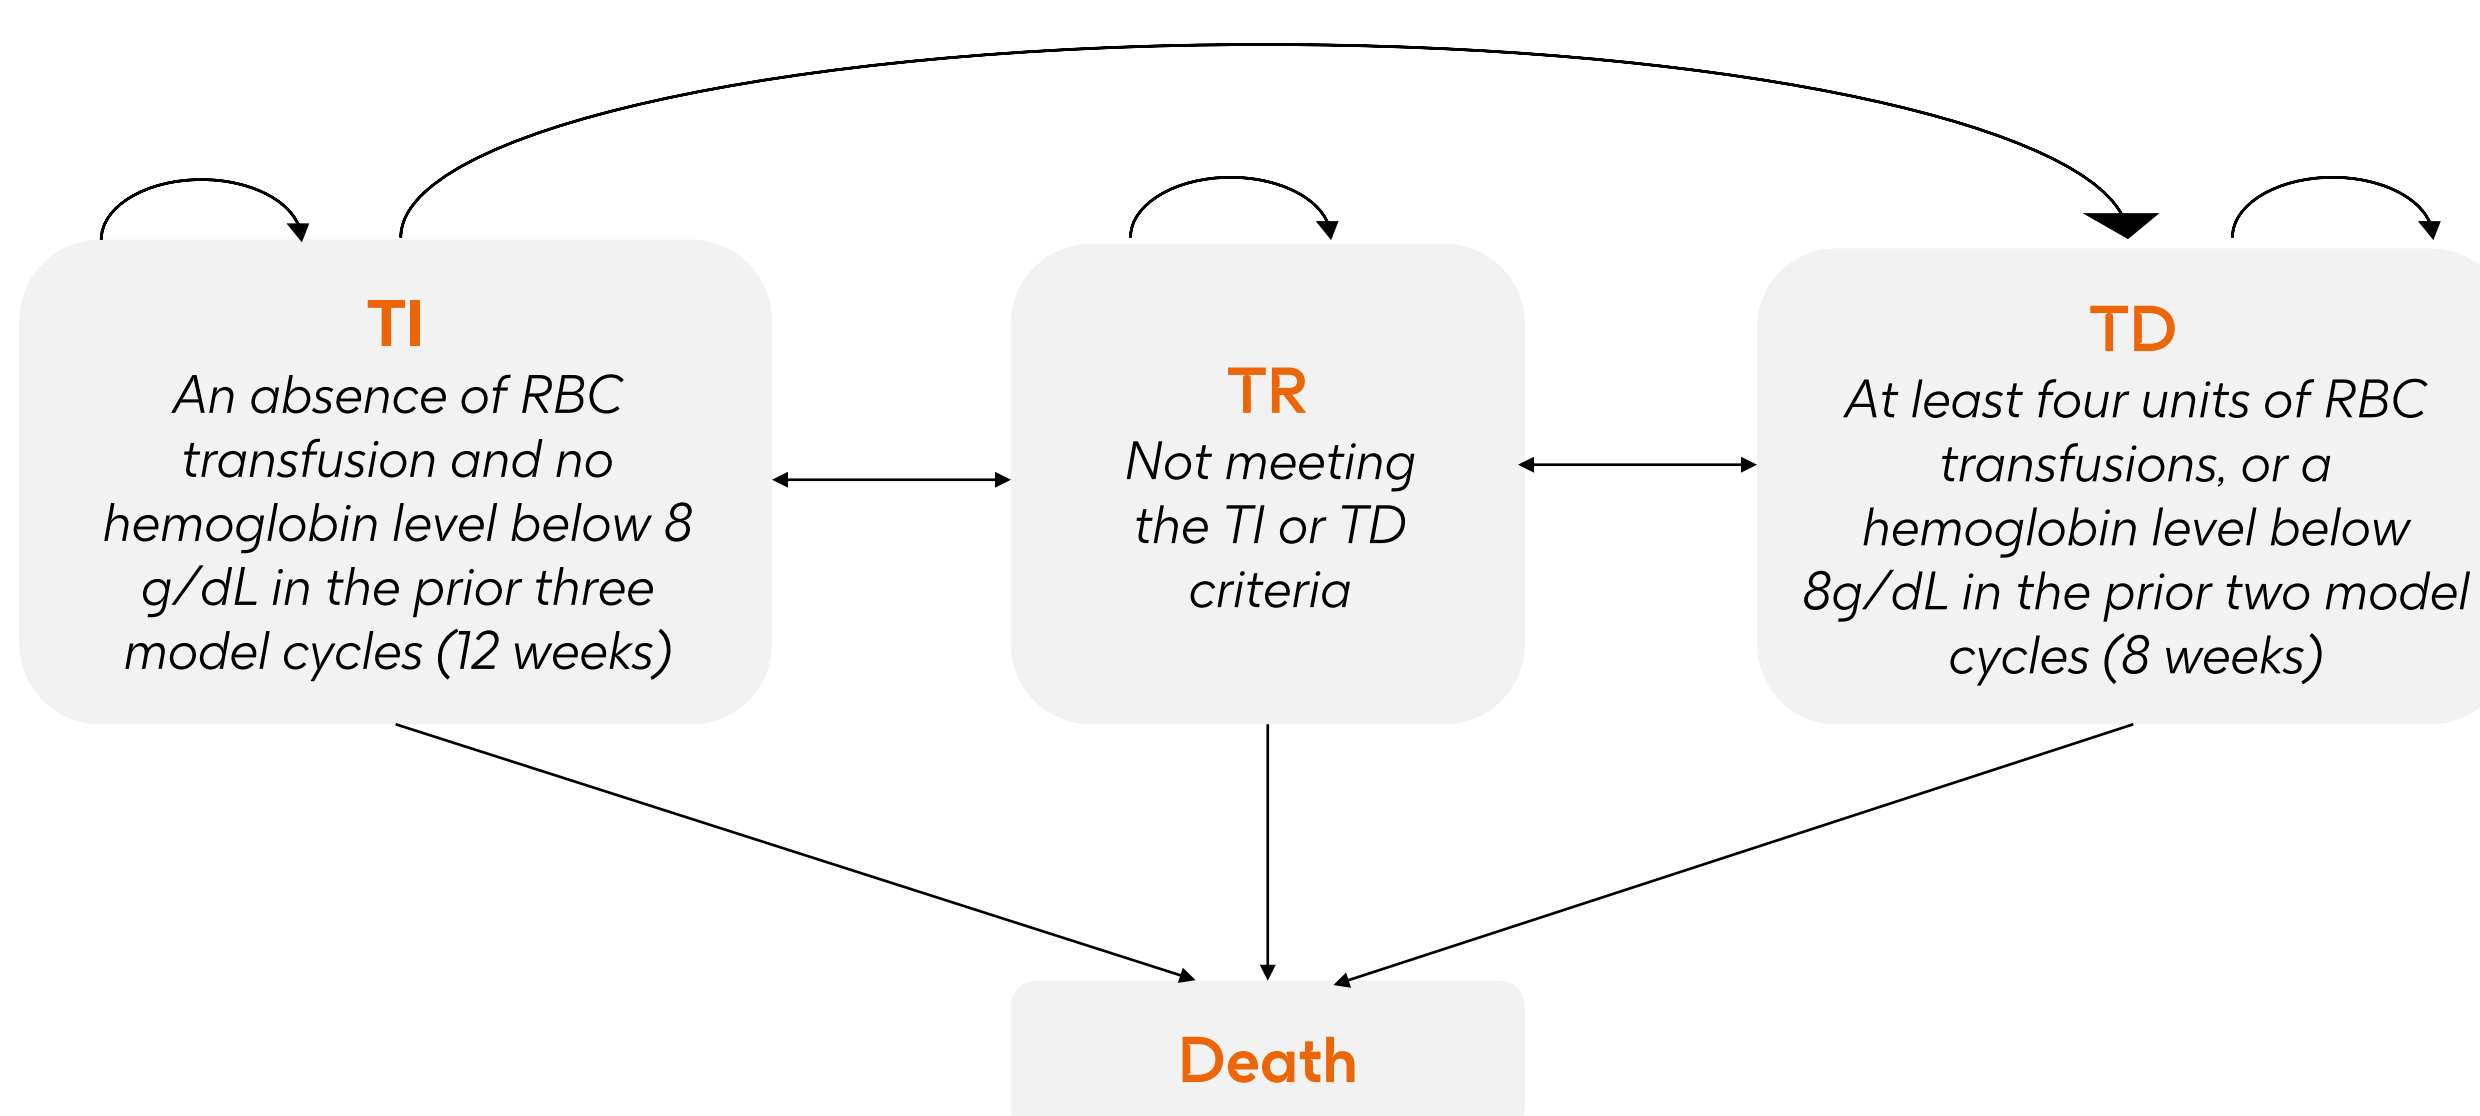 TI
An absence of RBC
transfusion and no
hemoglobin level below 8
g/dL in the prior three
model cycles (12 weeks)
TR
Not meeting
the TI or TD
criteria
TD
At least four units of RBC
transfusions, or a
hemoglobin level below
8g/dL in the prior two model
cycles (8 weeks)
Death